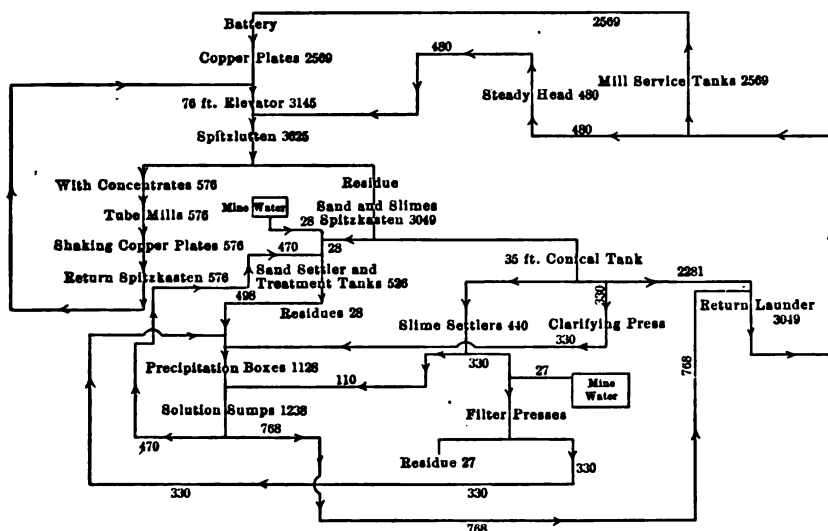 2569
Battery
Copper Plates 2569
480
Mill Service Tanks 2569
Steady Head 480
76 ft. Elevator 3145
Spitzlutten 3625
480
With Concentrates 576
Residue
Tube Mills 576
Mine Water
Sand and Slimes
Spitzkasten 3049
28
28
Shaking Copper Plates 576
470
35 ft. Conical Tank
Return Spitzkasten 576
Sand Settler and
Treatment Tanks 526
2281
498
330
Return Launder
3049
Residues 28
Slime Settlers 440
Clarifying Press
330
330
Precipitation Boxes 1128
110
27
Mine
Water
768
Solution Sumps 1238
Filter Presses
768
470
Residue 27
330
330
330
768